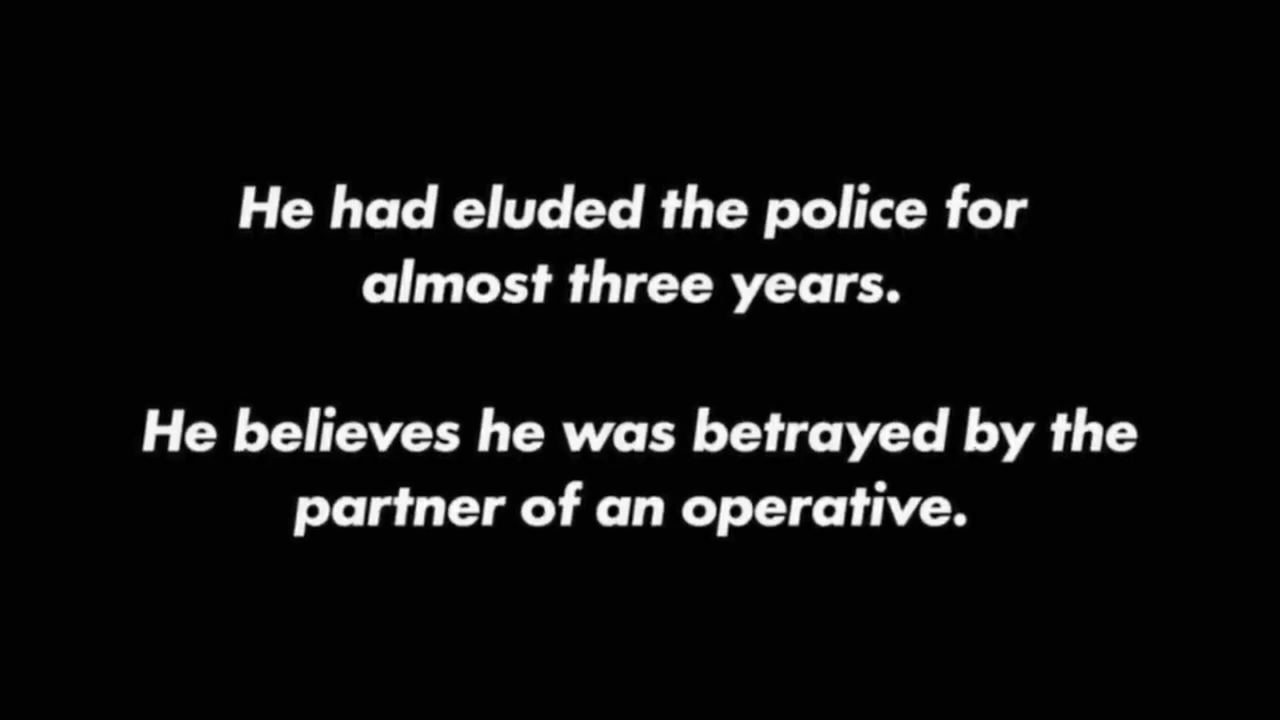 He had eluded the police for
almost three years.
He believes he was betrayed by the
partner of an operative.